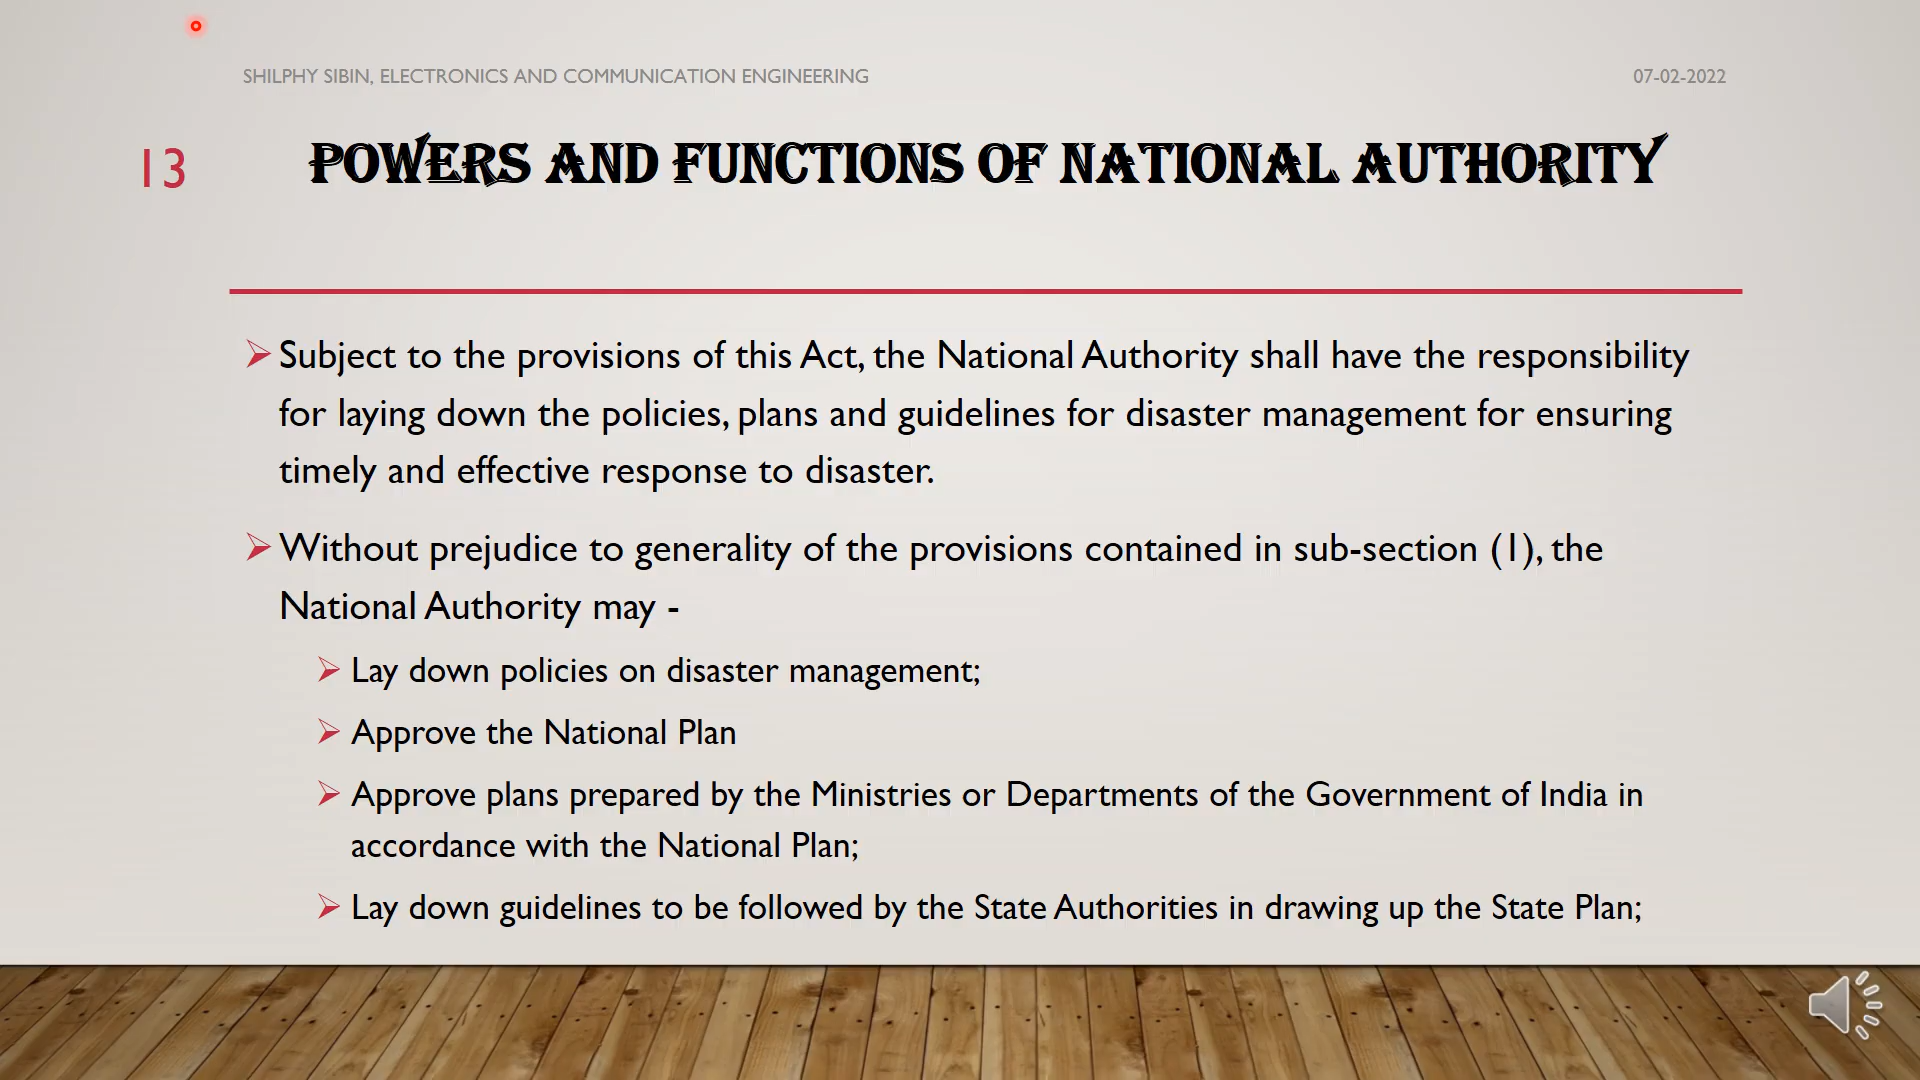 SHILPHY SIBIN, ELECTRONICS AND COMMUNICATION ENGINEERING
07-02-2022
13
POWERS AND FUNCTIONS OF NATIONAL AUTHORITY
Subject to the provisions of this Act, the National Authority shall have the responsibility
for laying down the policies, plans and guidelines for disaster management for ensuring
timely and effective response to disaster.
Without prejudice to generality of the provisions contained in sub-section (1), the
National Authority may -
Lay down policies on disaster management;
Approve the National Plan
Approve plans prepared by the Ministries or Departments of the Government of India in
accordance with the National Plan;
Lay down guidelines to be followed by the State Authorities in drawing up the State Plan;